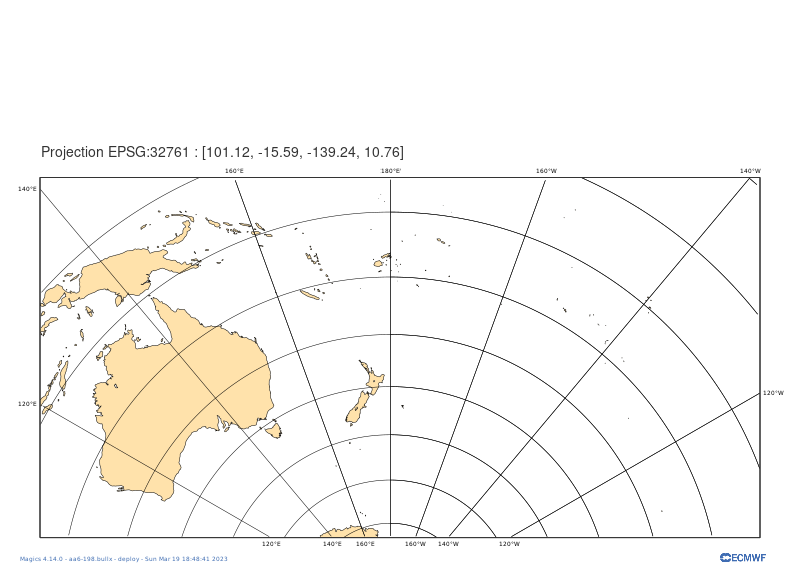 Projection EPSG:32761 : [101.12, -15.59, -139.24, 10.76]
160°E 180°E 160°W 140°W
140°E
120°E
120°W
120°E 140°E 160°E 160°W 140°W 120°W
Magics 4.14.0 - aa6-198.bullx - deploy - Sun Mar 19 18:48:41 2023
ECMWF